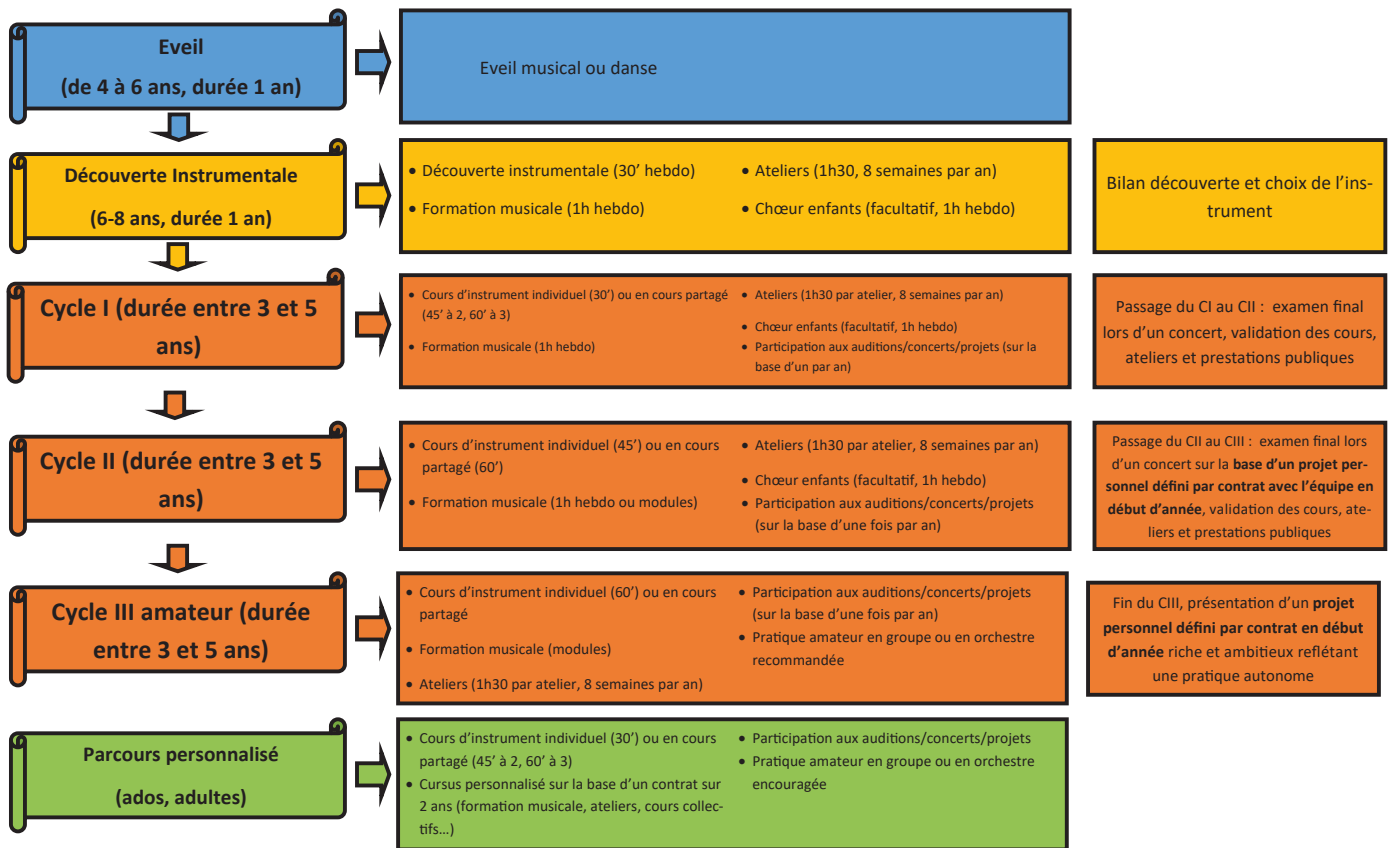 Eveil
(de 4 à 6 ans, durée 1 an)
Eveil musical ou danse
Découverte Instrumentale
(6-8 ans, durée 1 an)
• Découverte instrumentale (30’ hebdo)
• Formation musicale (1h hebdo)
• Ateliers (1h30, 8 semaines par an)
• Chœur enfants (facultatif, 1h hebdo)
Bilan découverte et choix de l’ins-
trument
Cycle I (durée entre 3 et 5
ans)
• Cours d’instrument individuel (30’) ou en cours partagé
(45’ à 2, 60’ à 3)
• Formation musicale (1h hebdo)
• Ateliers (1h30 par atelier, 8 semaines par an)
• Chœur enfants (facultatif, 1h hebdo)
• Participation aux auditions/concerts/projets (sur la
base d’un par an)
Passage du CI au CII : examen final
lors d’un concert, validation des cours,
ateliers et prestations publiques
Cycle II (durée entre 3 et 5
ans)
• Cours d’instrument individuel (45’) ou en cours
partagé (60’)
• Formation musicale (1h hebdo ou modules)
• Ateliers (1h30 par atelier, 8 semaines par an)
• Chœur enfants (facultatif, 1h hebdo)
• Participation aux auditions/concerts/projets
(sur la base d’une fois par an)
Passage du CII au CIII : examen final lors
d’un concert sur la base d’un projet per-
sonnel défini par contrat avec l’équipe en
début d’année, validation des cours, ate-
liers et prestations publiques
Cycle III amateur (durée
entre 3 et 5 ans)
• Cours d’instrument individuel (60’) ou en cours
partagé
• Formation musicale (modules)
• Ateliers (1h30 par atelier, 8 semaines par an)
• Participation aux auditions/concerts/projets
(sur la base d’une fois par an)
• Pratique amateur en groupe ou en orchestre
recommandée
Fin du CIII, présentation d’un projet
personnel défini par contrat en début
d’année riche et ambitieux reflétant
une pratique autonome
Parcours personnalisé
(ados, adultes)
• Cours d’instrument individuel (30’) ou en cours
partagé (45’ à 2, 60’ à 3)
• Cursus personnalisé sur la base d’un contrat sur
2 ans (formation musicale, ateliers, cours collec-
tifs…)
• Participation aux auditions/concerts/projets
• Pratique amateur en groupe ou en orchestre
encouragée